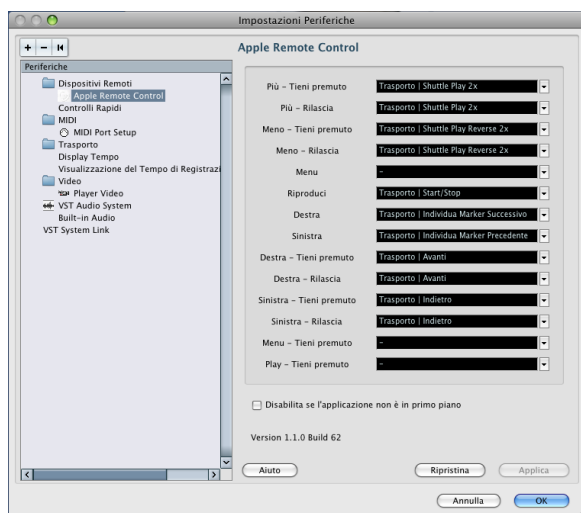 Impostazioni Periferiche
+ -
Periferiche
Dispositivi Remoti
Apple Remote Control
Controlli Rapidi
MIDI
MIDI Port Setup
Trasporto
Display Tempo
Visualizzazione del Tempo di Registrazi
Video
Player Video
VST Audio System
Built-in Audio
VST System Link
Apple Remote Control
Più - Tieni premuto Trasporto | Shuttle Play 2x
Più - Rilascia Trasporto | Shuttle Play 2x
Meno - Tieni premuto Trasporto | Shuttle Play Reverse 2x
Meno - Rilascia Trasporto | Shuttle Play Reverse 2x
Menu -
Riproduci Trasporto | Start/Stop
Destra Trasporto | Individua Marker Successivo
Sinistra Trasporto | Individua Marker Precedente
Destra - Tieni premuto Trasporto | Avanti
Destra - Rilascia Trasporto | Avanti
Sinistra - Tieni premuto Trasporto | Indietro
Sinistra - Rilascia Trasporto | Indietro
Menu - Tieni premuto -
Play - Tieni premuto -
Disabilita se l'applicazione non è in primo piano
Version 1.1.0 Build 62
Aiuto Ripristina Applica
Annulla OK